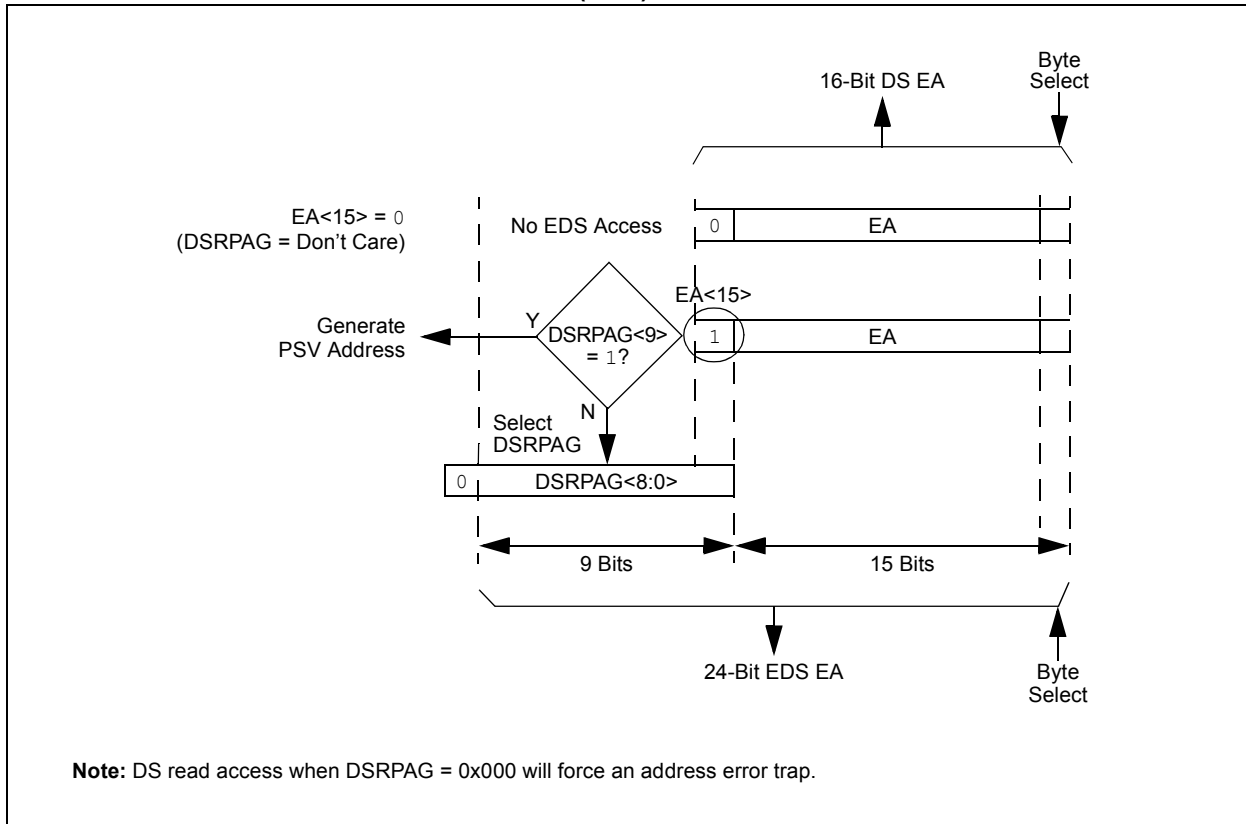 16-Bit DS EA
Byte
Select
EA<15> = 0
(DSRPAG = Don't Care)
No EDS Access
0
EA
EA<15>
Generate
PSV Address
Y
DSRPAG<9>
= 1?
1
EA
N
Select
DSRPAG
0
DSRPAG<8:0>
9 Bits
15 Bits
24-Bit EDS EA
Byte
Select
Note: DS read access when DSRPAG = 0x000 will force an address error trap.